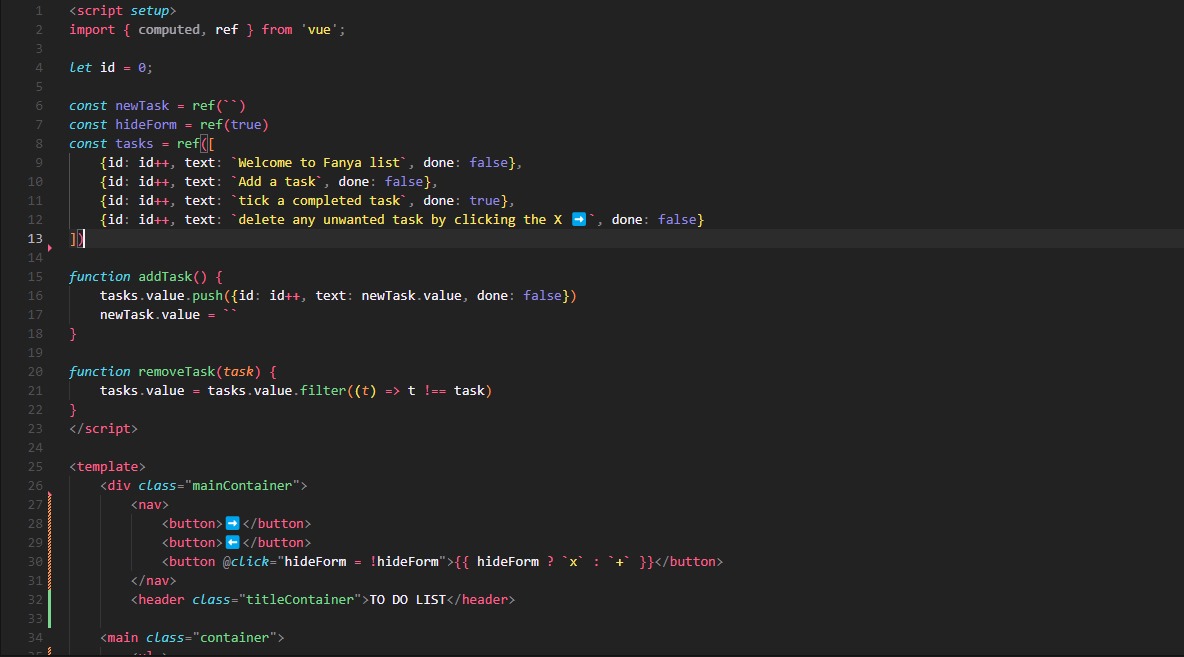 1 <script setup>
2 import { computed, ref } from 'vue';
3
4 let id = 0;
5
6 const newTask = ref(``)
7 const hideForm = ref(true)
8 const tasks = ref([
9 {id: id++, text: `Welcome to Fanya list`, done: false},
10 {id: id++, text: `Add a task`, done: false},
11 {id: id++, text: `tick a completed task`, done: true},
12 {id: id++, text: `delete any unwanted task by clicking the X ➡️`, done: false}
13 ])
14
15 function addTask() {
16 tasks.value.push({id: id++, text: newTask.value, done: false})
17 newTask.value = ``
18 }
19
20 function removeTask(task) {
21 tasks.value = tasks.value.filter((t) => t !== task)
22 }
23 </script>
24
25 <template>
26 <div class="mainContainer">
27 <nav>
28 <button>➡️</button>
29 <button>⬅️</button>
30 <button @click="hideForm = !hideForm">{{ hideForm ? `x` : `+` }}</button>
31 </nav>
32 <header class="titleContainer">TO DO LIST</header>
33
34 <main class="container">